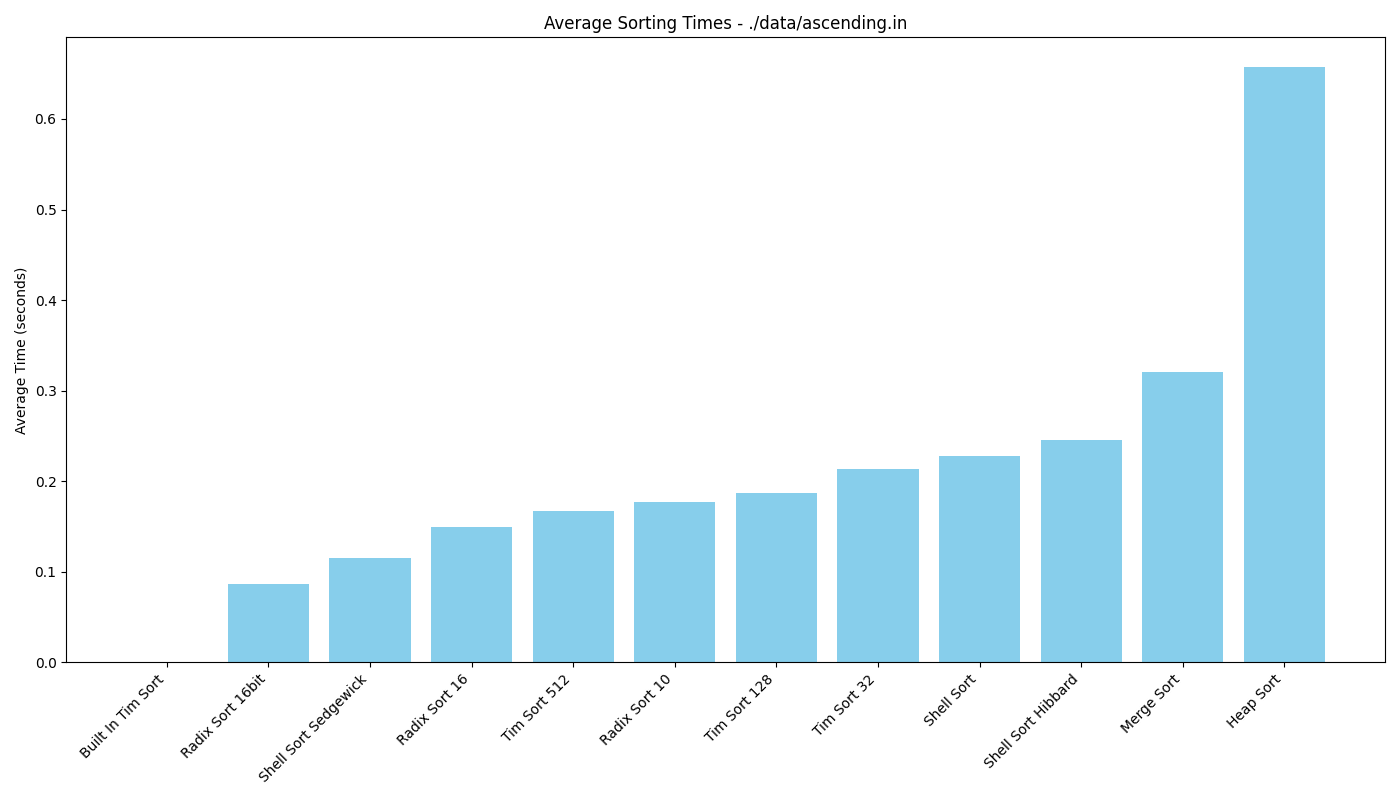 Average Sorting Times - ./data/ascending.in
Average Time (seconds)
0.6
0.5
0.4
0.3
0.2
0.1
0.0
Built In Tim Sort
Radix Sort 16bit
Shell Sort Sedgewick
Radix Sort 16
Tim Sort 512
Radix Sort 10
Tim Sort 128
Tim Sort 32
Shell Sort
Shell Sort Hibbard
Merge Sort
Heap Sort